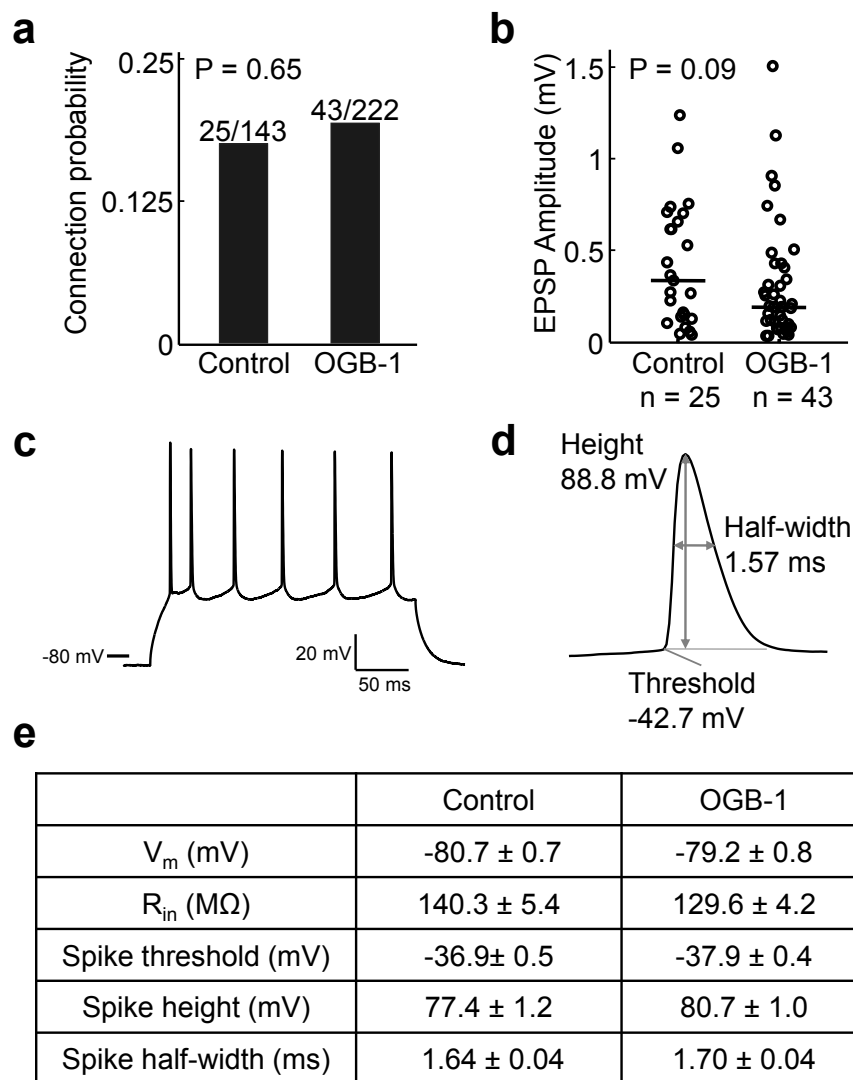 a
0.25
P = 0.65
25/143
43/222
0.125
0
Connection probability
Control
OGB-1
b
1.5
P = 0.09
1
0.5
0
EPSP Amplitude (mV)
Control
OGB-1
n = 25
n = 43
c
-80 mV
20 mV
50 ms
d
Height
88.8 mV
Half-width
1.57 ms
Threshold
-42.7 mV
e
Control OGB-1
Vm (mV) -80.7 ± 0.7 -79.2 ± 0.8
Rin (MΩ) 140.3 ± 5.4 129.6 ± 4.2
Spike threshold (mV) -36.9± 0.5 -37.9 ± 0.4
Spike height (mV) 77.4 ± 1.2 80.7 ± 1.0
Spike half-width (ms) 1.64 ± 0.04 1.70 ± 0.04